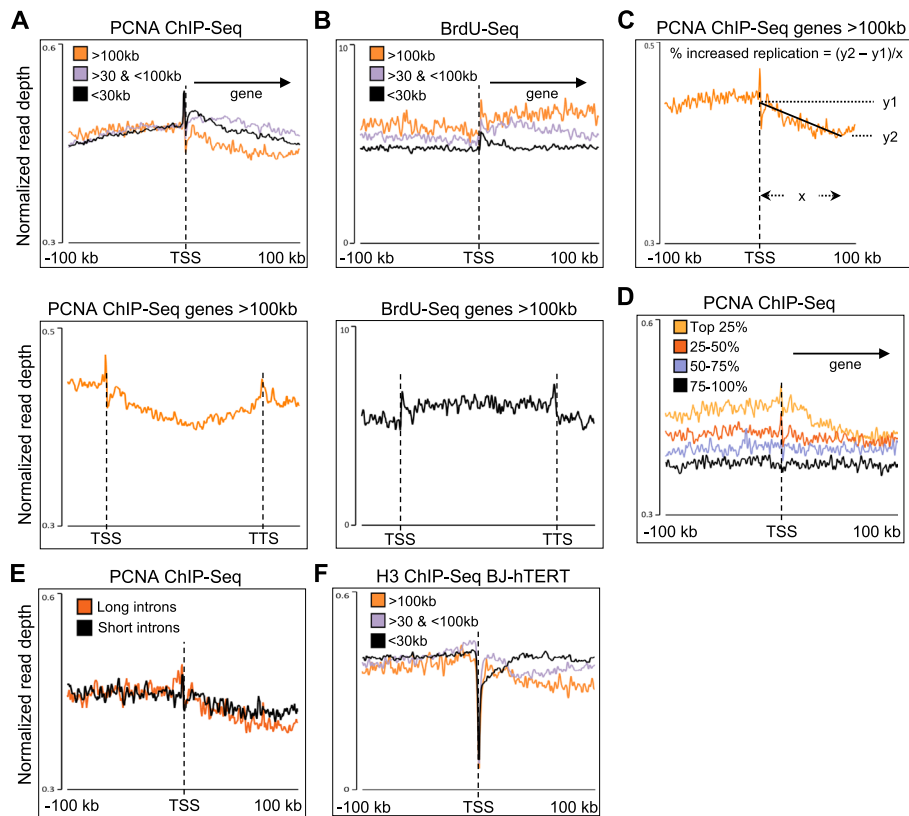 A
PCNA ChIP-Seq
Normalized read depth
0.6
>100kb
>30 & <100kb
<30kb
gene
0.3
-100 kb
TSS
100 kb
B
BrdU-Seq
10
>100kb
>30 & <100kb
<30kb
gene
0
-100 kb
TSS
100 kb
C
PCNA ChIP-Seq genes >100kb
0.5
% increased replication = (y2 – y1)/x
y1
y2
x
0.3
-100 kb
TSS
100 kb
PCNA ChIP-Seq genes >100kb
Normalized read depth
0.5
0.3
TSS
TTS
BrdU-Seq genes >100kb
10
0
TSS
TTS
D
PCNA ChIP-Seq
0.6
Top 25%
25-50%
50-75%
75-100%
gene
0.3
-100 kb
TSS
100 kb
E
PCNA ChIP-Seq
Normalized read depth
0.6
Long introns
Short introns
0.3
-100 kb
TSS
100 kb
F
H3 ChIP-Seq BJ-hTERT
0.6
>100kb
>30 & <100kb
<30kb
0
-100 kb
TSS
100 kb